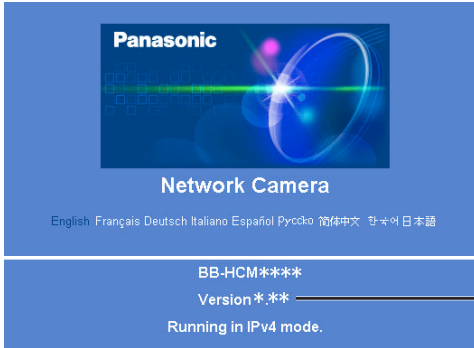 Panasonic
Network Camera
English Français Deutsch Italiano Español Русско 简体中文 한국어 日本語
BB-HCM****
Version*.**
Running in IPv4 mode.